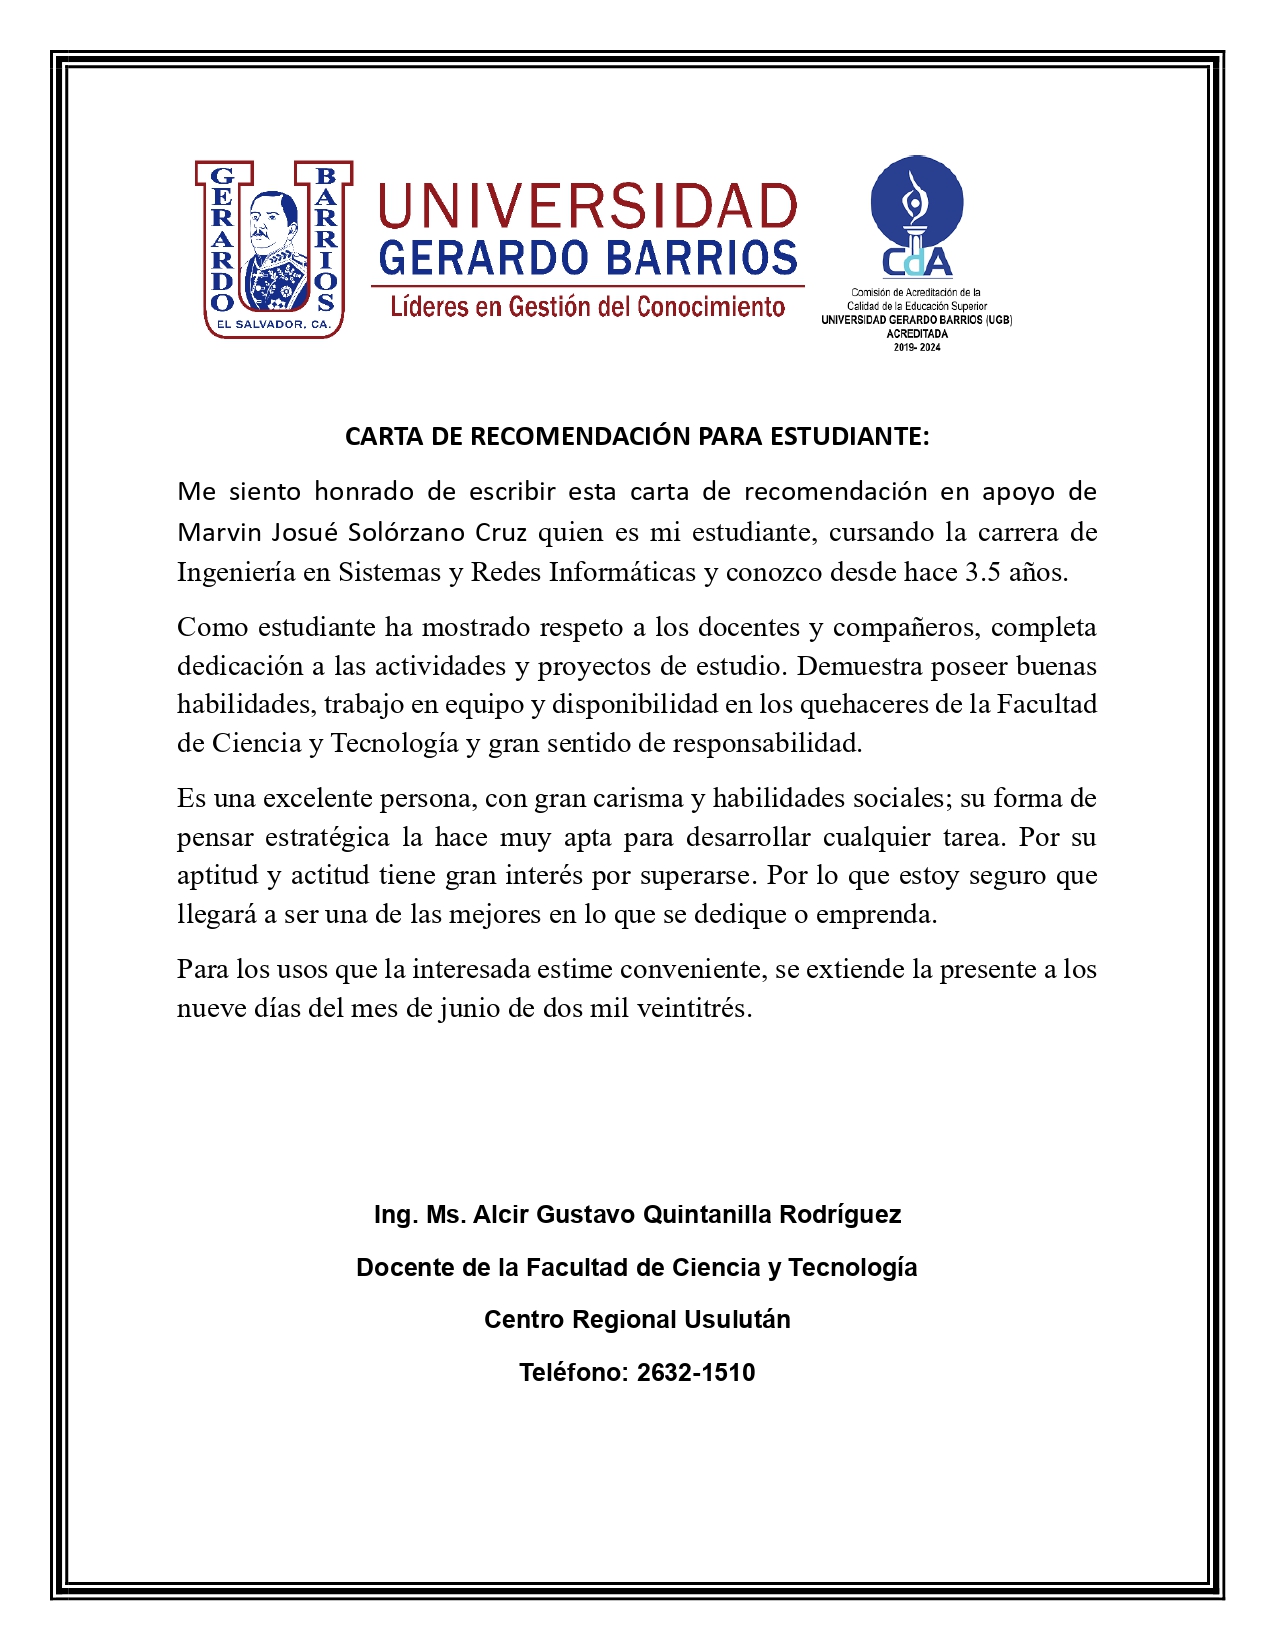 GERARDO
BARRIOS
EL SALVADOR, CA.
UNIVERSIDAD
GERARDO BARRIOS
Líderes en Gestión del Conocimiento
CdA
Comisión de Acreditación de la
Calidad de la Educación Superior
UNIVERSIDAD GERARDO BARRIOS (UGB)
ACREDITADA
2019- 2024
CARTA DE RECOMENDACIÓN PARA ESTUDIANTE:
Me siento honrado de escribir esta carta de recomendación en apoyo de
Marvin Josué Solórzano Cruz quien es mi estudiante, cursando la carrera de
Ingeniería en Sistemas y Redes Informáticas y conozco desde hace 3.5 años.
Como estudiante ha mostrado respeto a los docentes y compañeros, completa
dedicación a las actividades y proyectos de estudio. Demuestra poseer buenas
habilidades, trabajo en equipo y disponibilidad en los quehaceres de la Facultad
de Ciencia y Tecnología y gran sentido de responsabilidad.
Es una excelente persona, con gran carisma y habilidades sociales; su forma de
pensar estratégica la hace muy apta para desarrollar cualquier tarea. Por su
aptitud y actitud tiene gran interés por superarse. Por lo que estoy seguro que
llegará a ser una de las mejores en lo que se dedique o emprenda.
Para los usos que la interesada estime conveniente, se extiende la presente a los
nueve días del mes de junio de dos mil veintitrés.
Ing. Ms. Alcir Gustavo Quintanilla Rodríguez
Docente de la Facultad de Ciencia y Tecnología
Centro Regional Usulután
Teléfono: 2632-1510